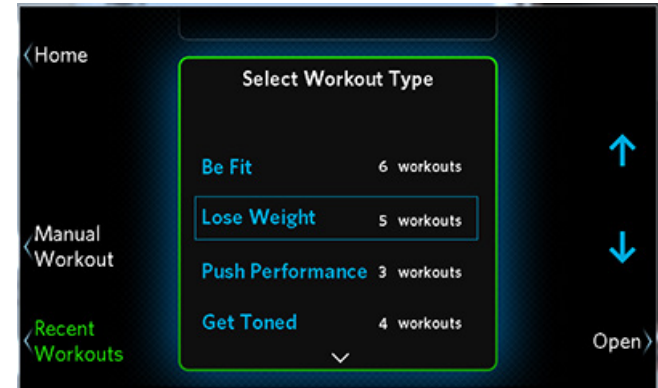 Home
Select Workout Type
Be Fit 6 workouts
Lose Weight 5 workouts
Manual
Workout
Push Performance 3 workouts
Get Toned 4 workouts
Recent
Workouts
Open